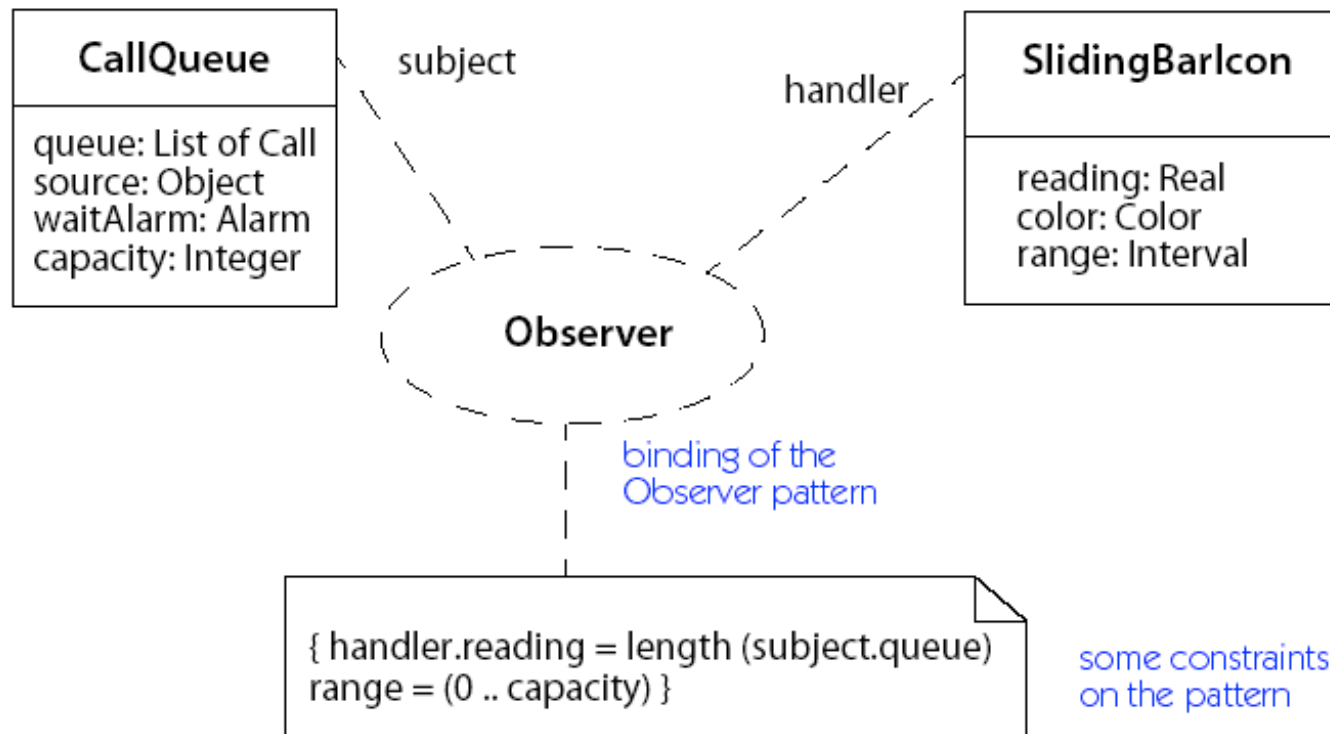 CallQueue
queue: List of Call
source: Object
waitAlarm: Alarm
capacity: Integer
subject
handler
SlidingBarIcon
reading: Real
color: Color
range: Interval
Observer
binding of the
Observer pattern
{ handler.reading = length (subject.queue)
range = (0 .. capacity) }
some constraints
on the pattern